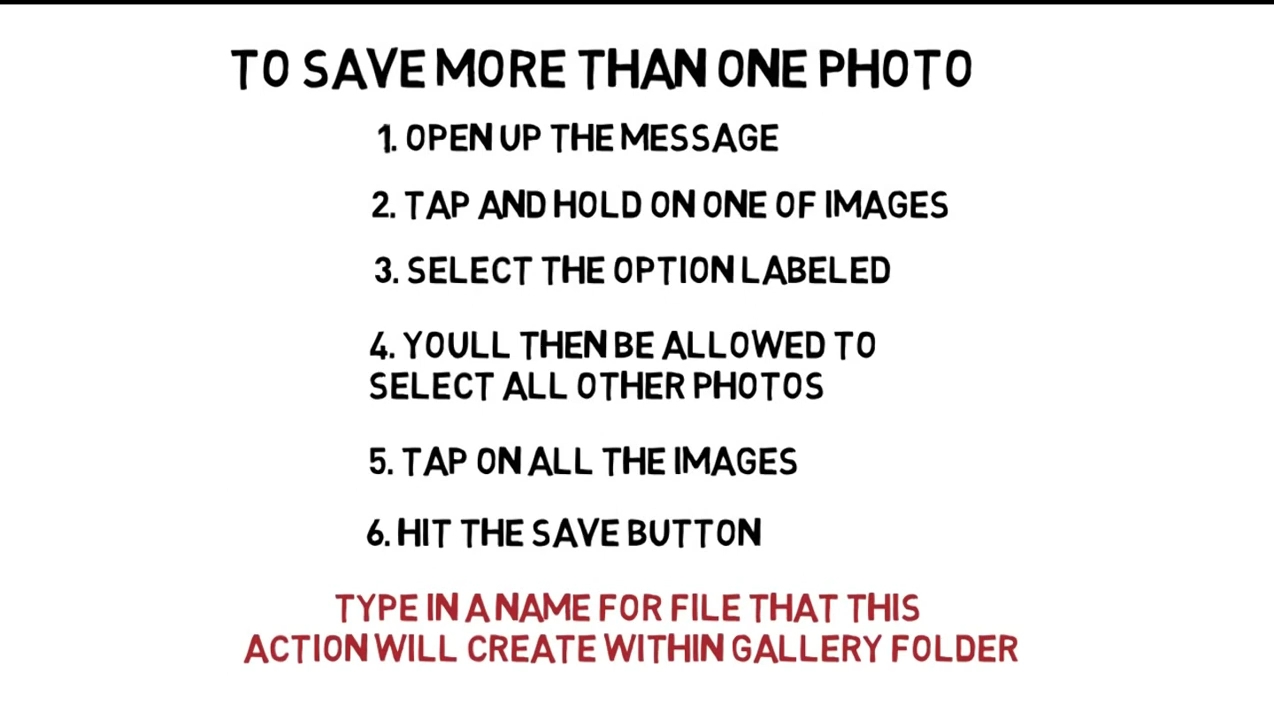 TO SAVE MORE THAN ONE PHOTO
1. OPEN UP THE MESSAGE
2. TAP AND HOLD ON ONE OF IMAGES
3. SELECT THE OPTION LABELED
4. YOULL THEN BE ALLOWED TO
SELECT ALL OTHER PHOTOS
5. TAP ON ALL THE IMAGES
6. HIT THE SAVE BUTTON
TYPE IN A NAME FOR FILE THAT THIS
ACTION WILL CREATE WITHIN GALLERY FOLDER